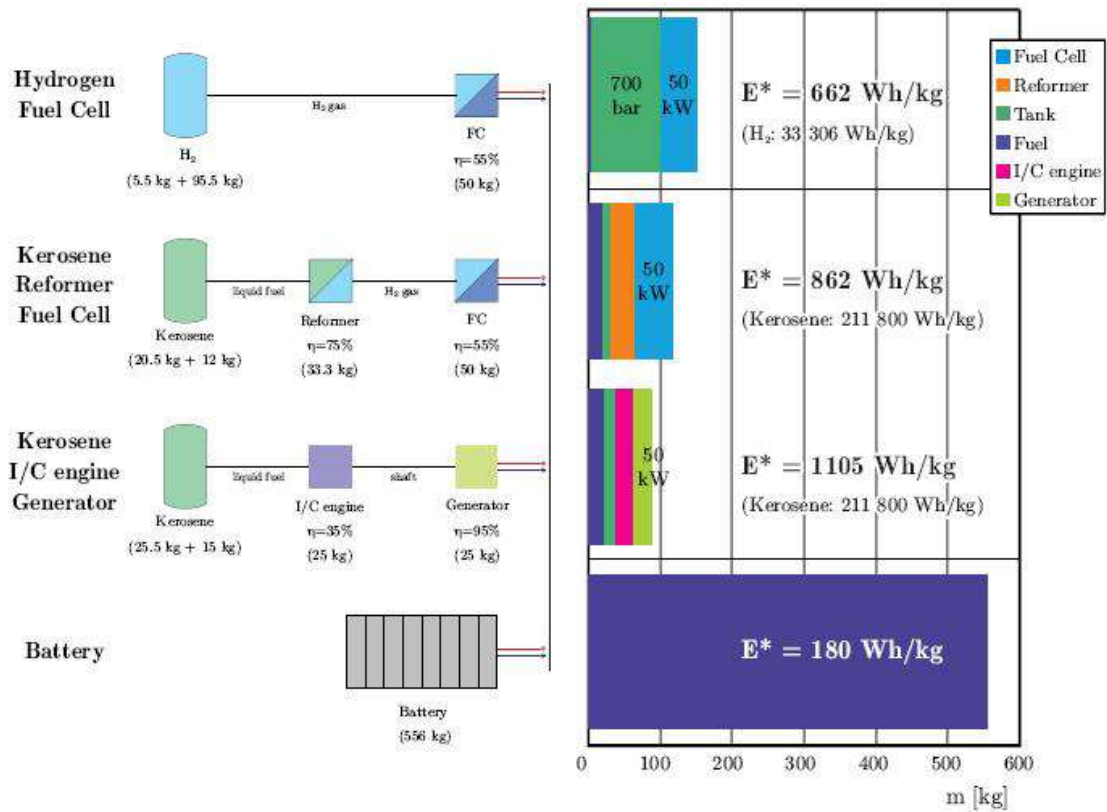 Hydrogen
Fuel Cell
H₂
(5.5 kg + 95.5 kg)
H₂ gas
FC
η=55%
(50 kg)
700
bar
50
kW
E* = 662 Wh/kg
(H₂: 33 306 Wh/kg)
Fuel Cell
Reformer
Tank
Fuel
I/C engine
Generator
Kerosene
Reformer
Fuel Cell
Kerosene
(20.5 kg + 12 kg)
liquid fuel
Reformer
η=75%
(33.3 kg)
H₂ gas
FC
η=55%
(50 kg)
50
kW
E* = 862 Wh/kg
(Kerosene: 211 800 Wh/kg)
Kerosene
I/C engine
Generator
Kerosene
(25.5 kg + 15 kg)
liquid fuel
I/C engine
η=35%
(25 kg)
shaft
Generator
η=95%
(25 kg)
50
kW
E* = 1105 Wh/kg
(Kerosene: 211 800 Wh/kg)
Battery
Battery
(556 kg)
E* = 180 Wh/kg
0 100 200 300 400 500 600
m [kg]